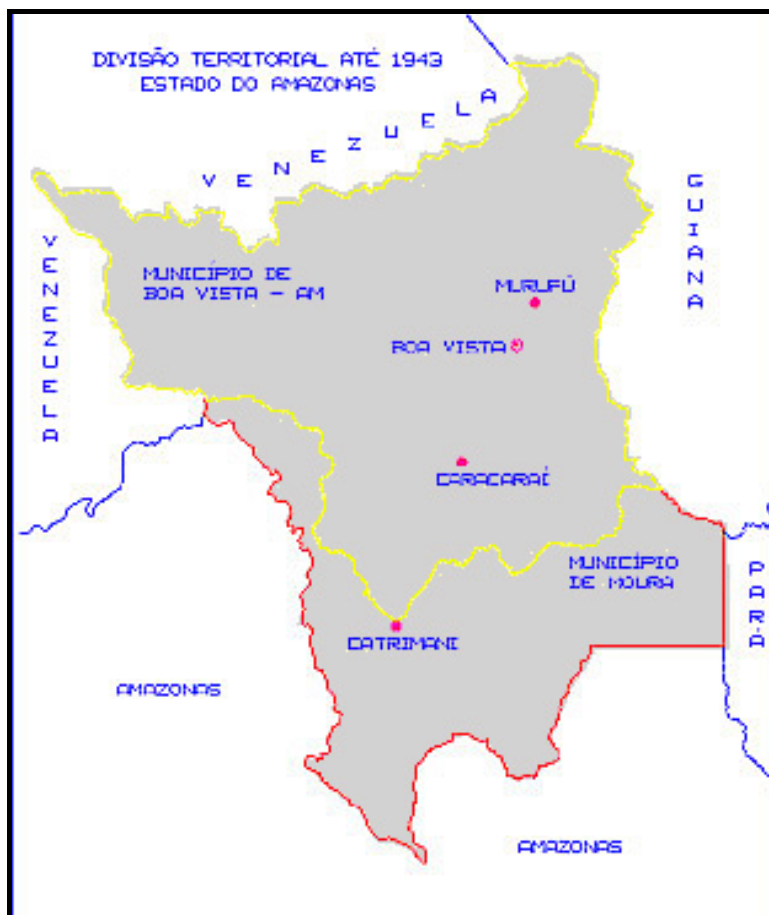 DIVISÃO TERRITORIAL ATÉ 1943
ESTADO DO AMAZONAS
VENEZUELA
VENEZUELA
GUIANA
MUNICÍPIO DE
BOA VISTA - AM
MURUPÚ
BOA VISTA
CARACARAÍ
MUNICÍPIO
DE MOURA
PARÁ
CATRIMANI
AMAZONAS
AMAZONAS